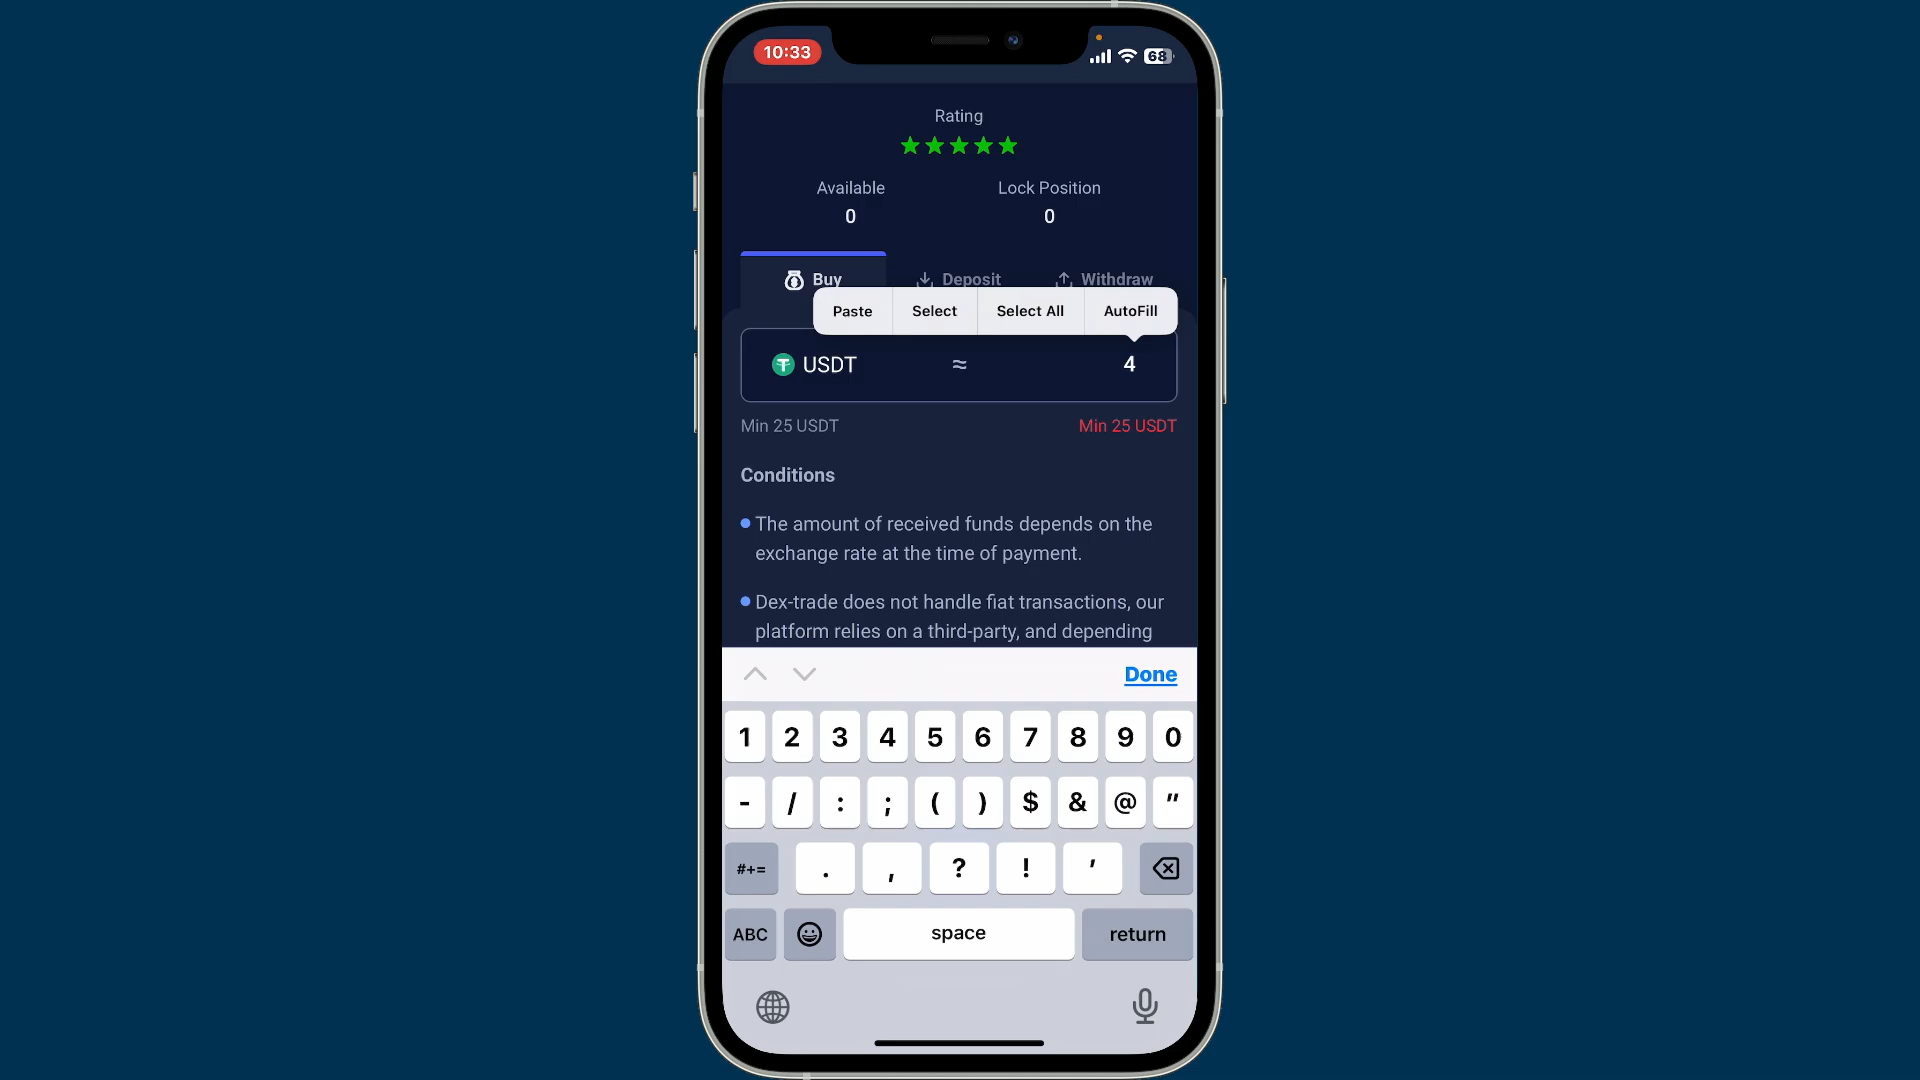 10:33
68
Rating
Available
Lock Position
0
0
Buy
Deposit
Withdraw
Paste
Select
Select All
AutoFill
USDT
≈
4
Min 25 USDT
Min 25 USDT
Conditions
The amount of received funds depends on the
exchange rate at the time of payment.
Dex-trade does not handle fiat transactions, our
platform relies on a third-party, and depending
Done
1 2 3 4 5 6 7 8 9 0
- / : ; ( ) $ & @ "
#+= . , ? ! '
ABC space return